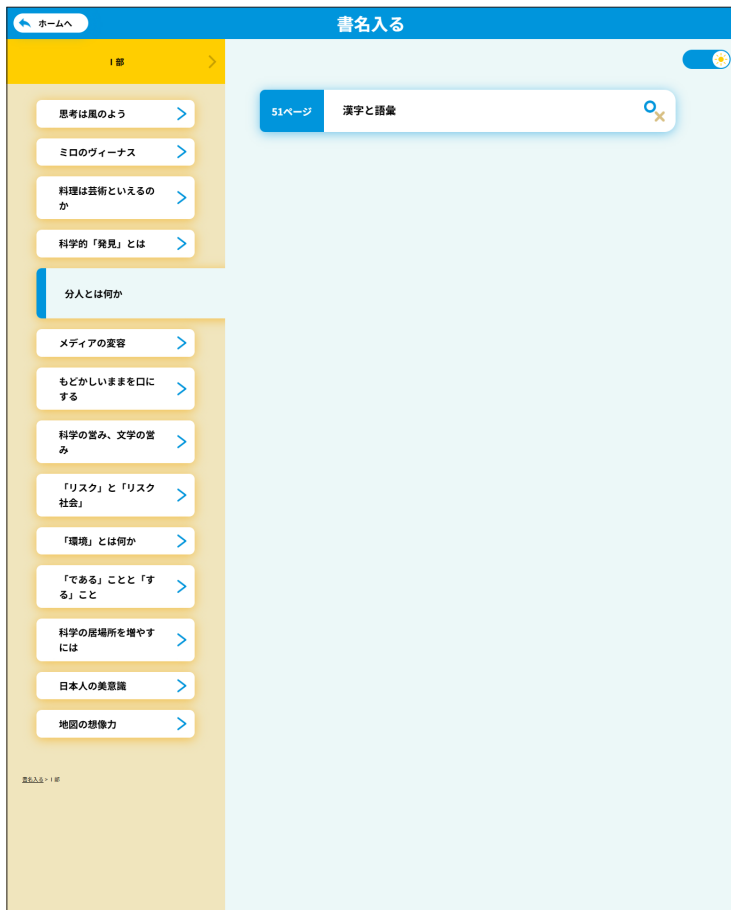 ホームへ
書名入る
Ⅰ部
思考は風のよう
ミロのヴィーナス
料理は芸術といえるの
か
科学的「発見」とは
分人とは何か
メディアの変容
もどかしいままを口に
する
科学の営み、文学の営
み
「リスク」と「リスク
社会」
「環境」とは何か
「である」ことと「す
る」こと
科学の居場所を増やす
には
日本人の美意識
地図の想像力
書名入る > Ⅰ部
51ページ
漢字と語彙